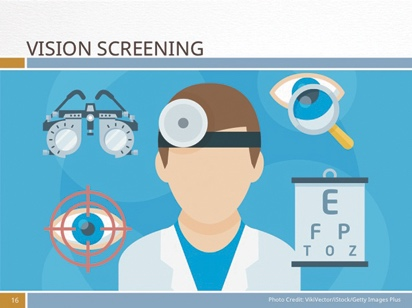 VISION SCREENING
E
F P
T O Z
16
Photo Credit: VikiVector/iStock/Getty Images Plus